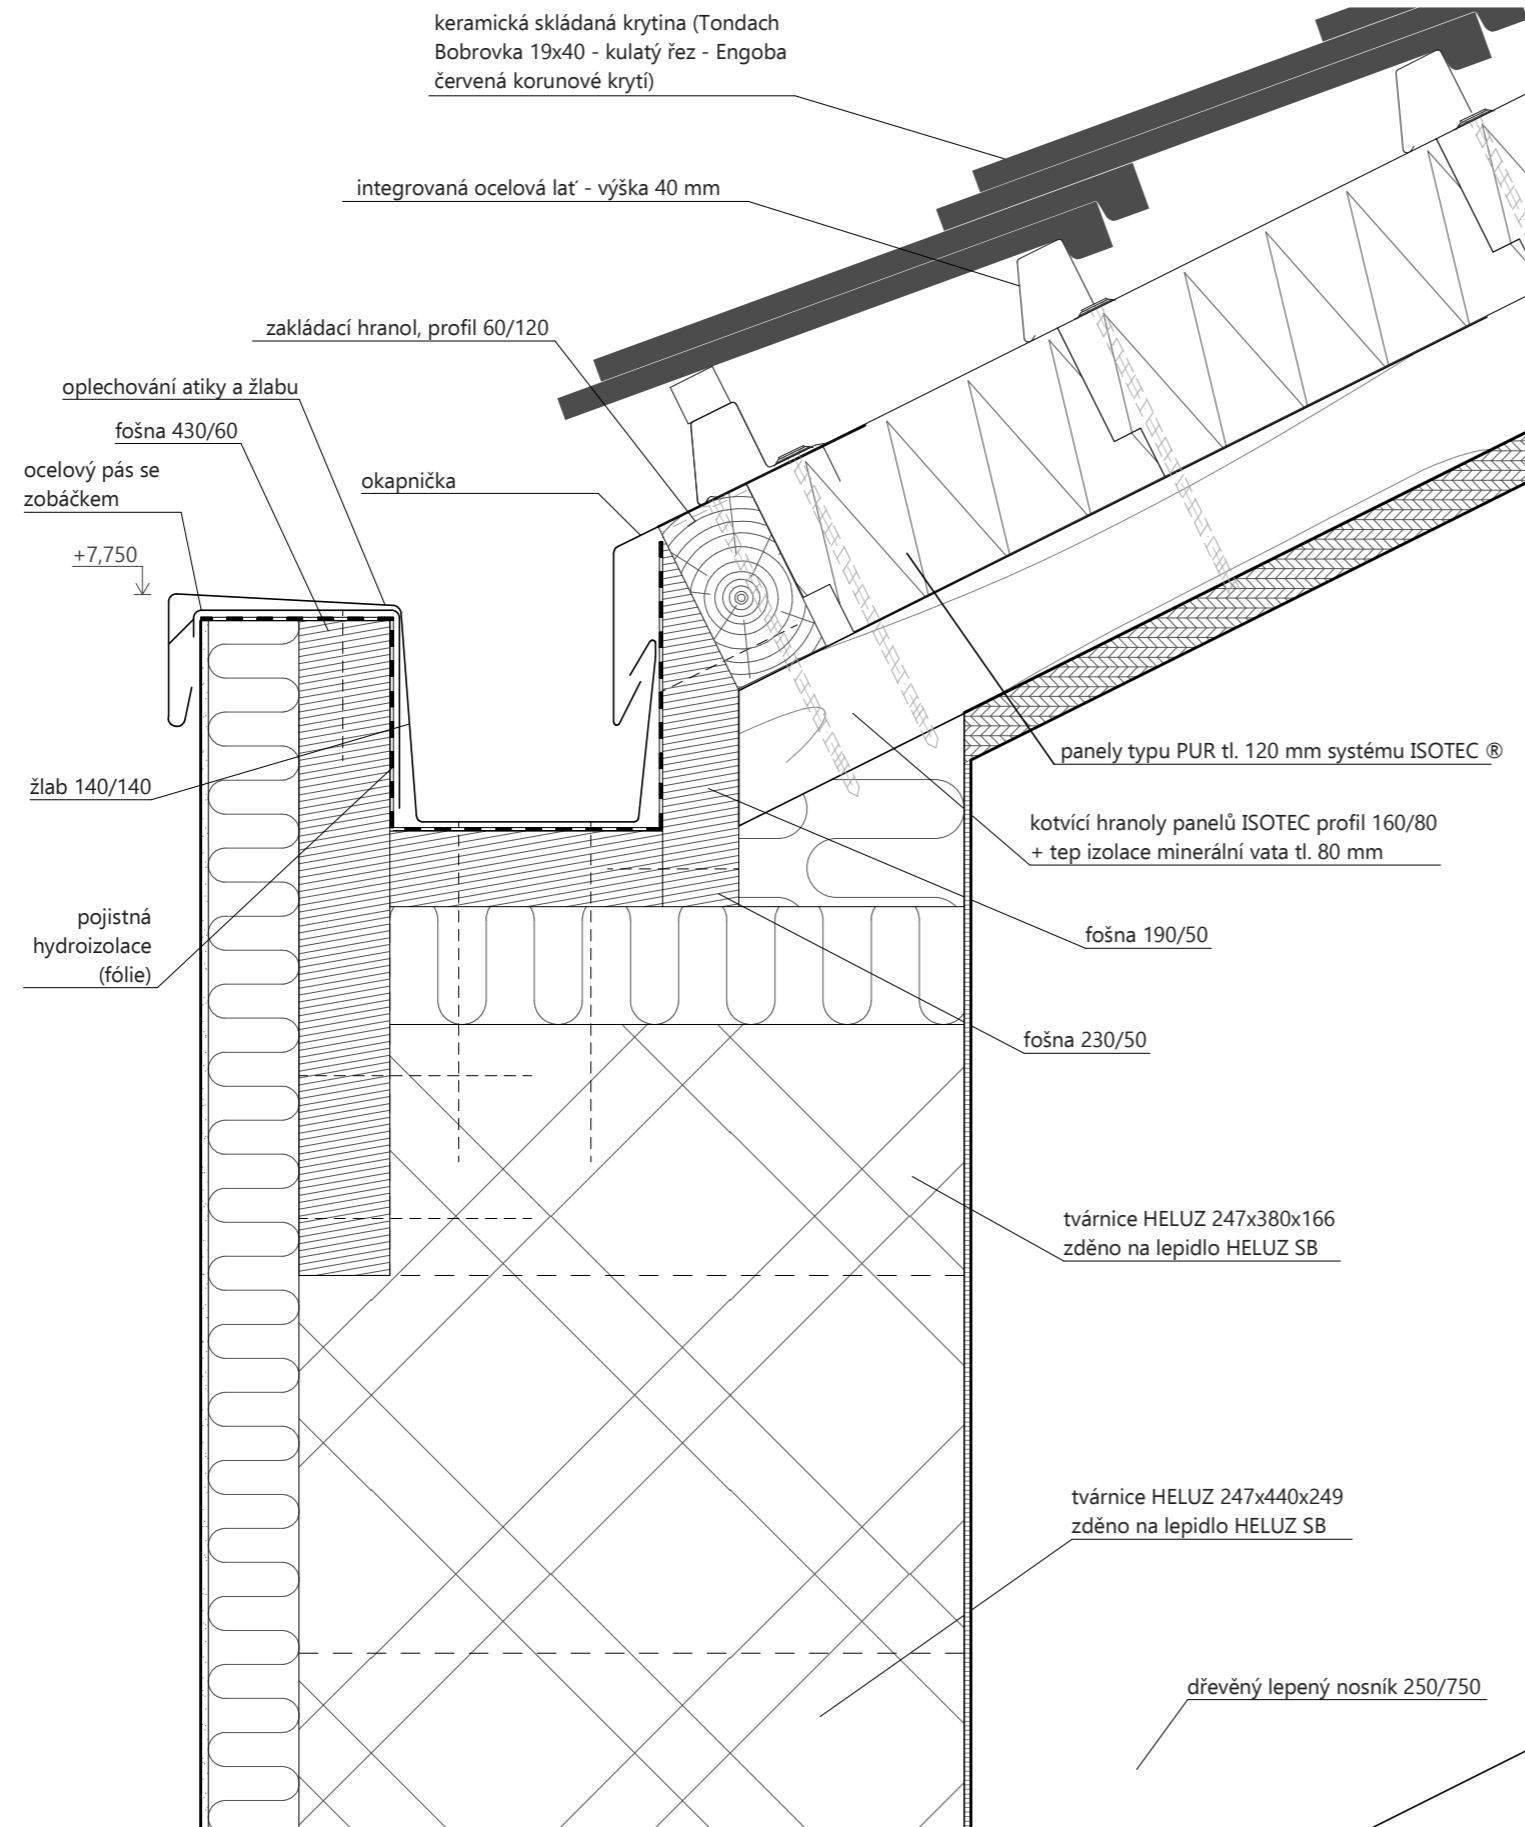 keramická skládaná krytina (Tondach
Bobrovka 19x40 - kulatý řez - Engoba
červená korunové krytí)
integrovaná ocelová lať - výška 40 mm
zakládací hranol, profil 60/120
oplechování atiky a žlabu
fošna 430/60
ocelový pás se
zobáčkem
okapnička
+7,750
panely typu PUR tl. 120 mm systému ISOTEC ®
žlab 140/140
kotvící hranoly panelů ISOTEC profil 160/80
+ tep izolace minerální vata tl. 80 mm
pojistná
hydroizolace
(fólie)
fošna 190/50
fošna 230/50
tvárnice HELUZ 247x380x166
zděno na lepidlo HELUZ SB
tvárnice HELUZ 247x440x249
zděno na lepidlo HELUZ SB
dřevěný lepený nosník 250/750